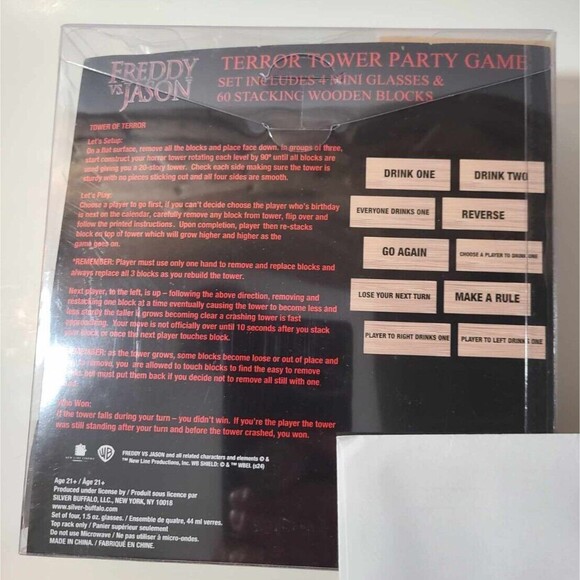 FREDDY
VS.
JASON
TERROR TOWER PARTY GAME
SET INCLUDES 4 MINI GLASSES &
60 STACKING WOODEN BLOCKS
TOWER OF TERROR
Let's Setup:
On a flat surface, remove all the blocks and place face down. In groups of three,
start construct your horror tower rotating each level by 90° until all blocks are
used giving you a 20-story tower. Check each side making sure the tower is
sturdy with no pieces sticking out and all four sides are smooth.
Let's Play:
Choose a player to go first, if you can't decide choose the player who's birthday
is next on the calendar, carefully remove any block from tower, flip over and
follow the printed instructions. Upon completion, player then re-stacks
block on top of tower which will grow higher and higher as the
game goes on.
*REMEMBER: Player must use only one hand to remove and replace blocks and
always replace all 3 blocks as you rebuild the tower.
Next player, to the left, is up – following the above direction, removing and
restacking one block at a time eventually causing the tower to become less and
less sturdy the taller it grows becoming clear a crashing tower is fast
approaching. Your move is not officially over until 10 seconds after you stack
your block or once the next player touches block.
REMEMBER: as the tower grows, some blocks become loose or out of place and
easy to remove, you are allowed to touch blocks to find the easy to remove
but must put them back if you decide not to remove all still with one
Won:
If the tower falls during your turn – you didn't win. If you're the player the tower
was still standing after your turn and before the tower crashed, you won.
DRINK ONE
DRINK TWO
EVERYONE DRINKS ONE
REVERSE
GO AGAIN
CHOOSE A PLAYER TO DRINK ONE
LOSE YOUR NEXT TURN
MAKE A RULE
PLAYER TO RIGHT DRINKS ONE
PLAYER TO LEFT DRINKS ONE
NEW LINE CINEMA
WB
FREDDY VS JASON and all related characters and elements © &
™ New Line Productions, Inc. WB SHIELD: © & ™ WBEI. (s24)
Age 21+ / Âge 21+
Produced under license by / Produit sous licence par
SILVER BUFFALO, LLC., NEW YORK, NY 10018
www.silver-buffalo.com
Set of four, 1.5 oz. glasses. / Ensemble de quatre, 44 ml verres.
Top rack only / Panier supérieur seulement
Do not use Microwave / Ne pas utiliser à micro-ondes.
MADE IN CHINA. / FABRIQUÉ EN CHINE.